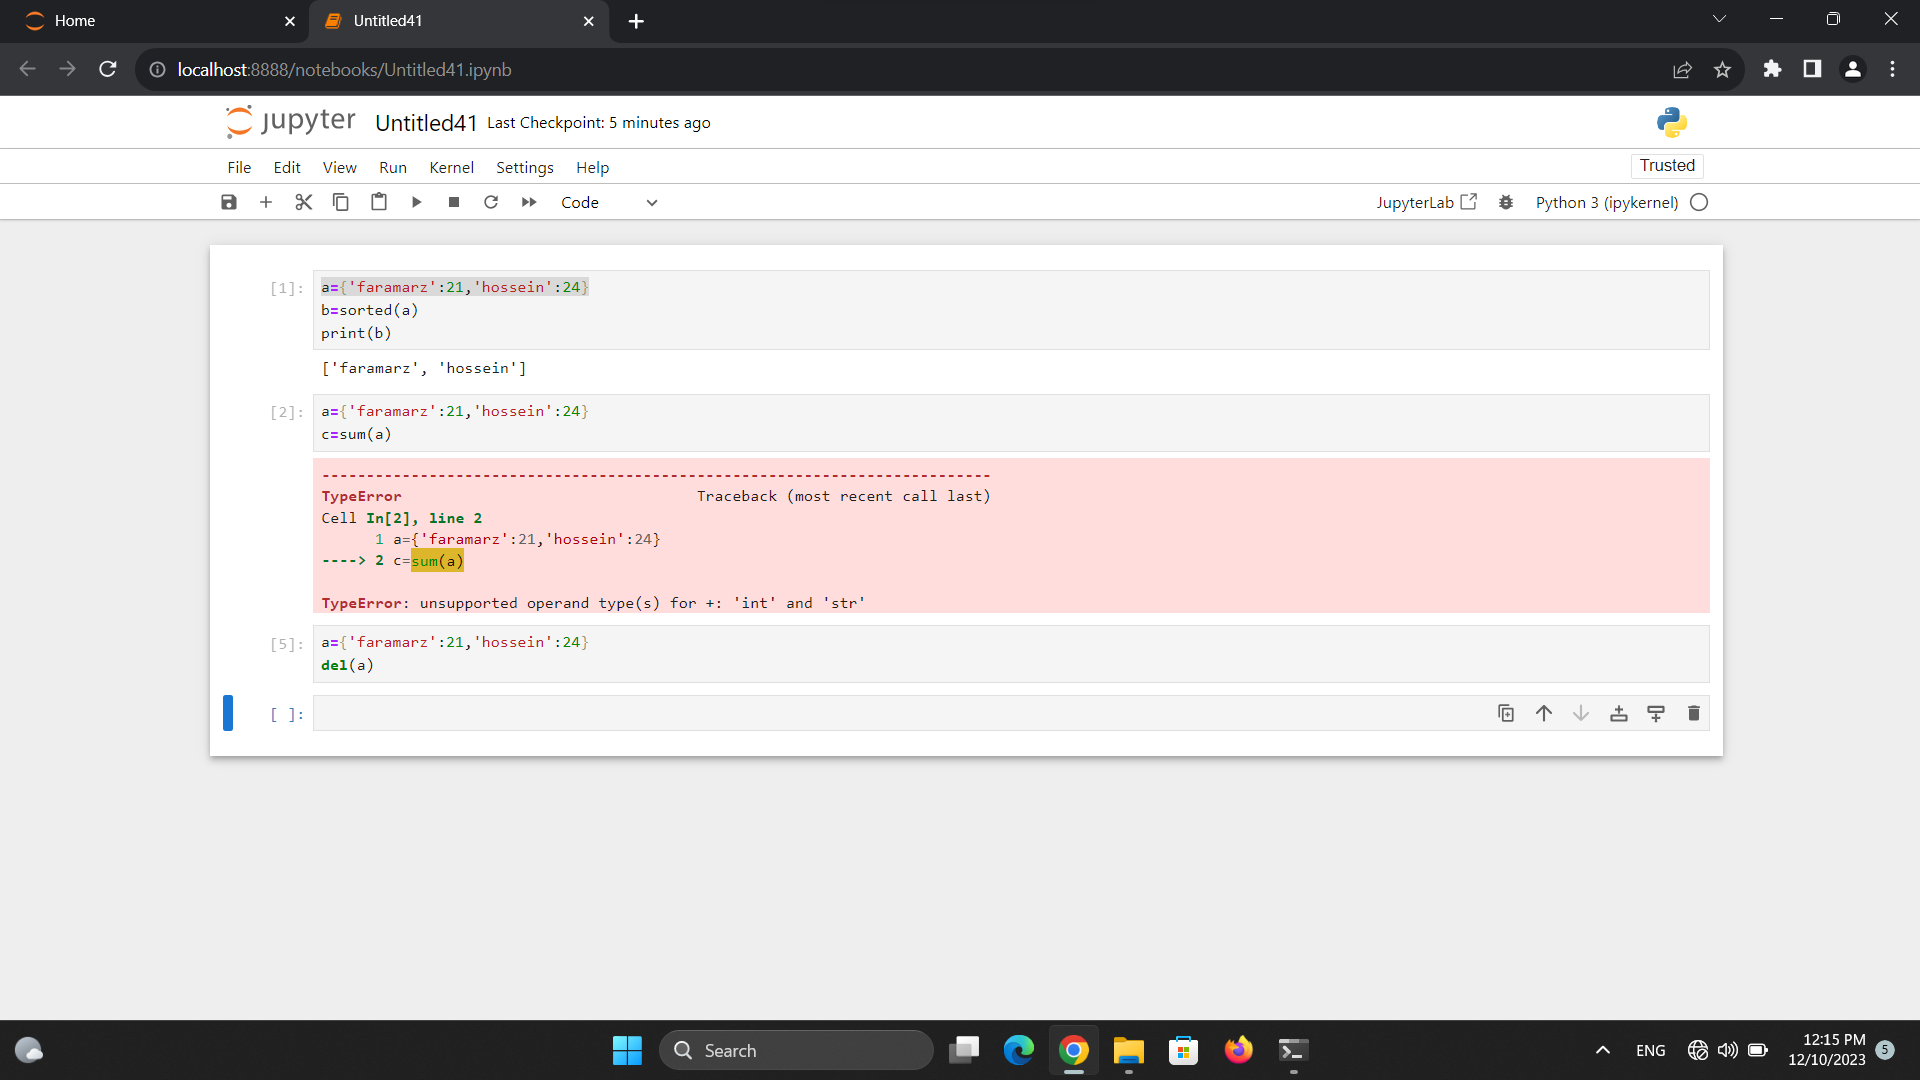 Home
Untitled41
localhost:8888/notebooks/Untitled41.ipynb
jupyter Untitled41 Last Checkpoint: 5 minutes ago
File Edit View Run Kernel Settings Help
Trusted
Code
JupyterLab
Python 3 (ipykernel)
[1]: a={'faramarz':21,'hossein':24}
b=sorted(a)
print(b)
['faramarz', 'hossein']
[2]: a={'faramarz':21,'hossein':24}
c=sum(a)
---------------------------------------------------------------------------
TypeError                                 Traceback (most recent call last)
Cell In[2], line 2
      1 a={'faramarz':21,'hossein':24}
----> 2 c=sum(a)
TypeError: unsupported operand type(s) for +: 'int' and 'str'
[5]: a={'faramarz':21,'hossein':24}
del(a)
[ ]:
Search
ENG
12:15 PM
12/10/2023
5